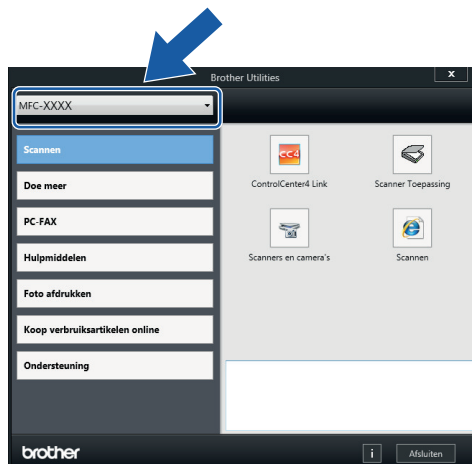 Brother Utilities
x
MFC-XXXX
Scannen
Doe meer
PC-FAX
Hulpmiddelen
Foto afdrukken
Koop verbruiksartikelen online
Ondersteuning
CC4
ControlCenter4 Link
Scanner Toepassing
Scanners en camera's
Scannen
brother
i
Afsluiten